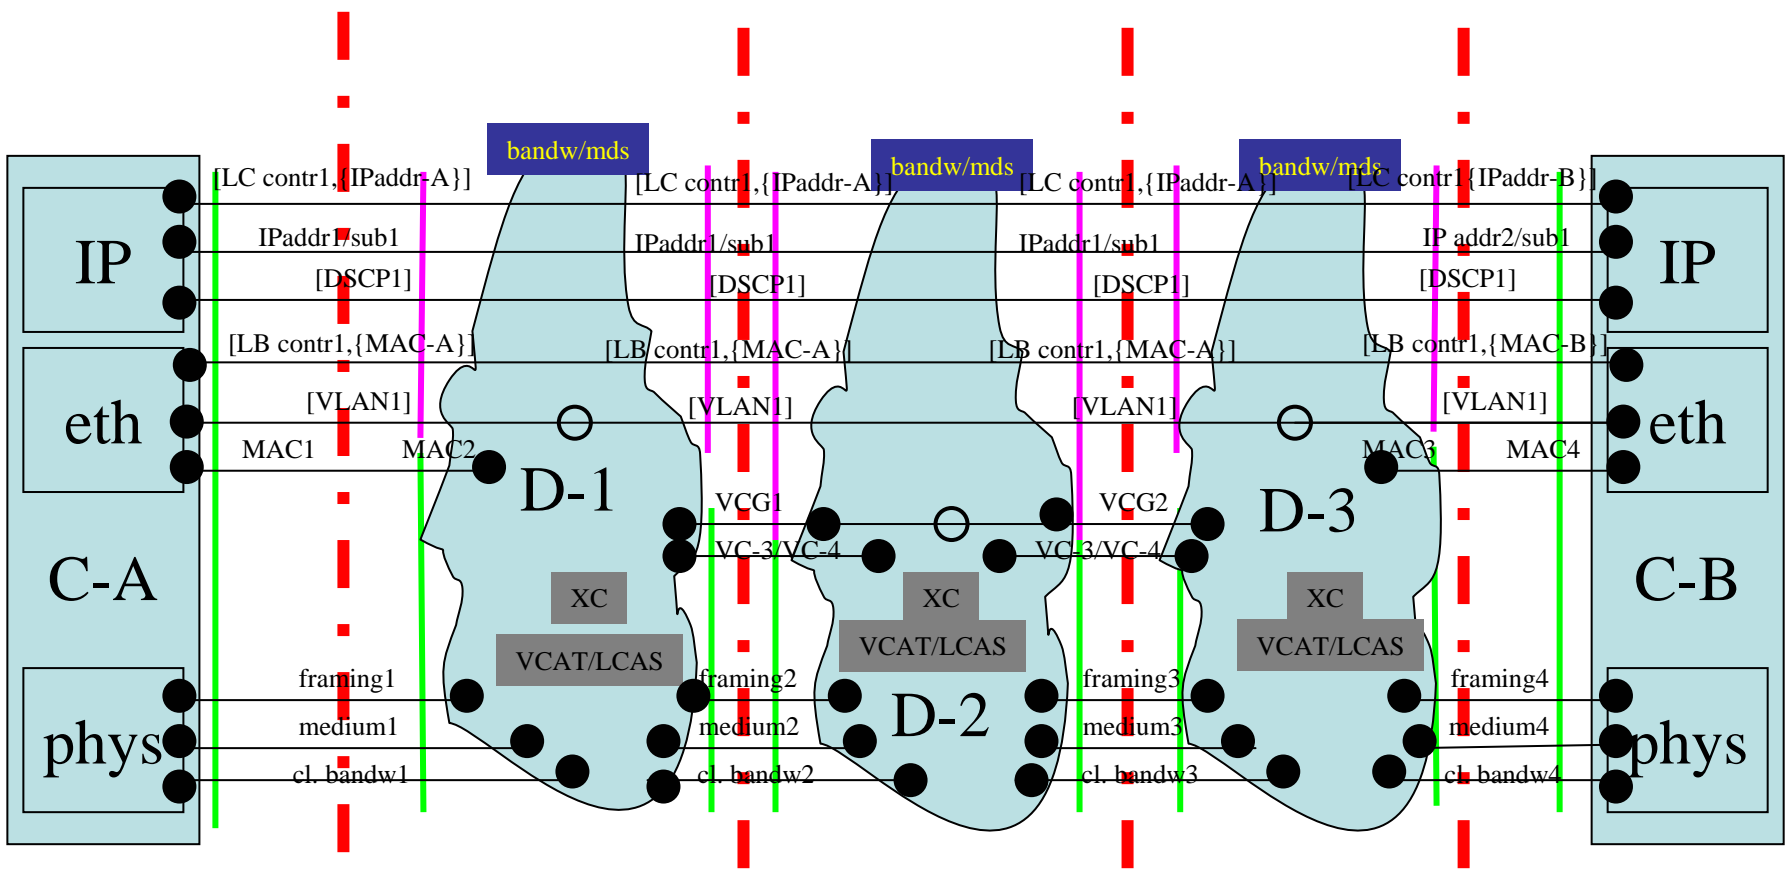 bandw/mds
bandw/mds
bandw/mds
[LC contr1,{IPaddr-A}]
[LC contr1,{IPaddr-A}]
[LC contr1,{IPaddr-A}]
[LC contr1{IPaddr-B}]
IPaddr1/sub1
IPaddr1/sub1
IPaddr1/sub1
IP addr2/sub1
IP
IP
[DSCP1]
[DSCP1]
[DSCP1]
[DSCP1]
[LB contr1,{MAC-A}]
[LB contr1,{MAC-A}]
[LB contr1,{MAC-A}]
[LB contr1,{MAC-B}]
[VLAN1]
[VLAN1]
[VLAN1]
[VLAN1]
eth
eth
MAC1
MAC2
MAC3
MAC4
D-1
D-3
VCG1
VCG2
VC-3/VC-4
VC-3/VC-4
C-A
C-B
XC
XC
XC
VCAT/LCAS
VCAT/LCAS
VCAT/LCAS
framing1
framing2
framing3
framing4
D-2
medium1
medium2
medium3
medium4
phys
phys
cl. bandw1
cl. bandw2
cl. bandw3
cl. bandw4